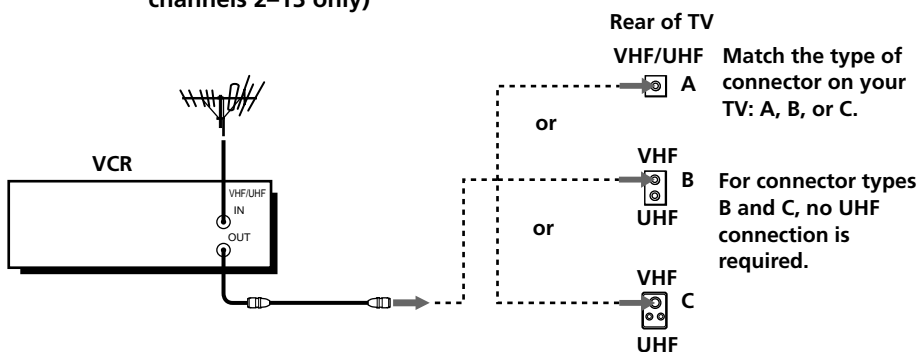 channels 2–13 only)
Rear of TV
VHF/UHF
A
Match the type of
connector on your
TV: A, B, or C.
or
VCR
VHF/UHF
IN
OUT
VHF
B
UHF
For connector types
B and C, no UHF
connection is
required.
or
VHF
C
UHF